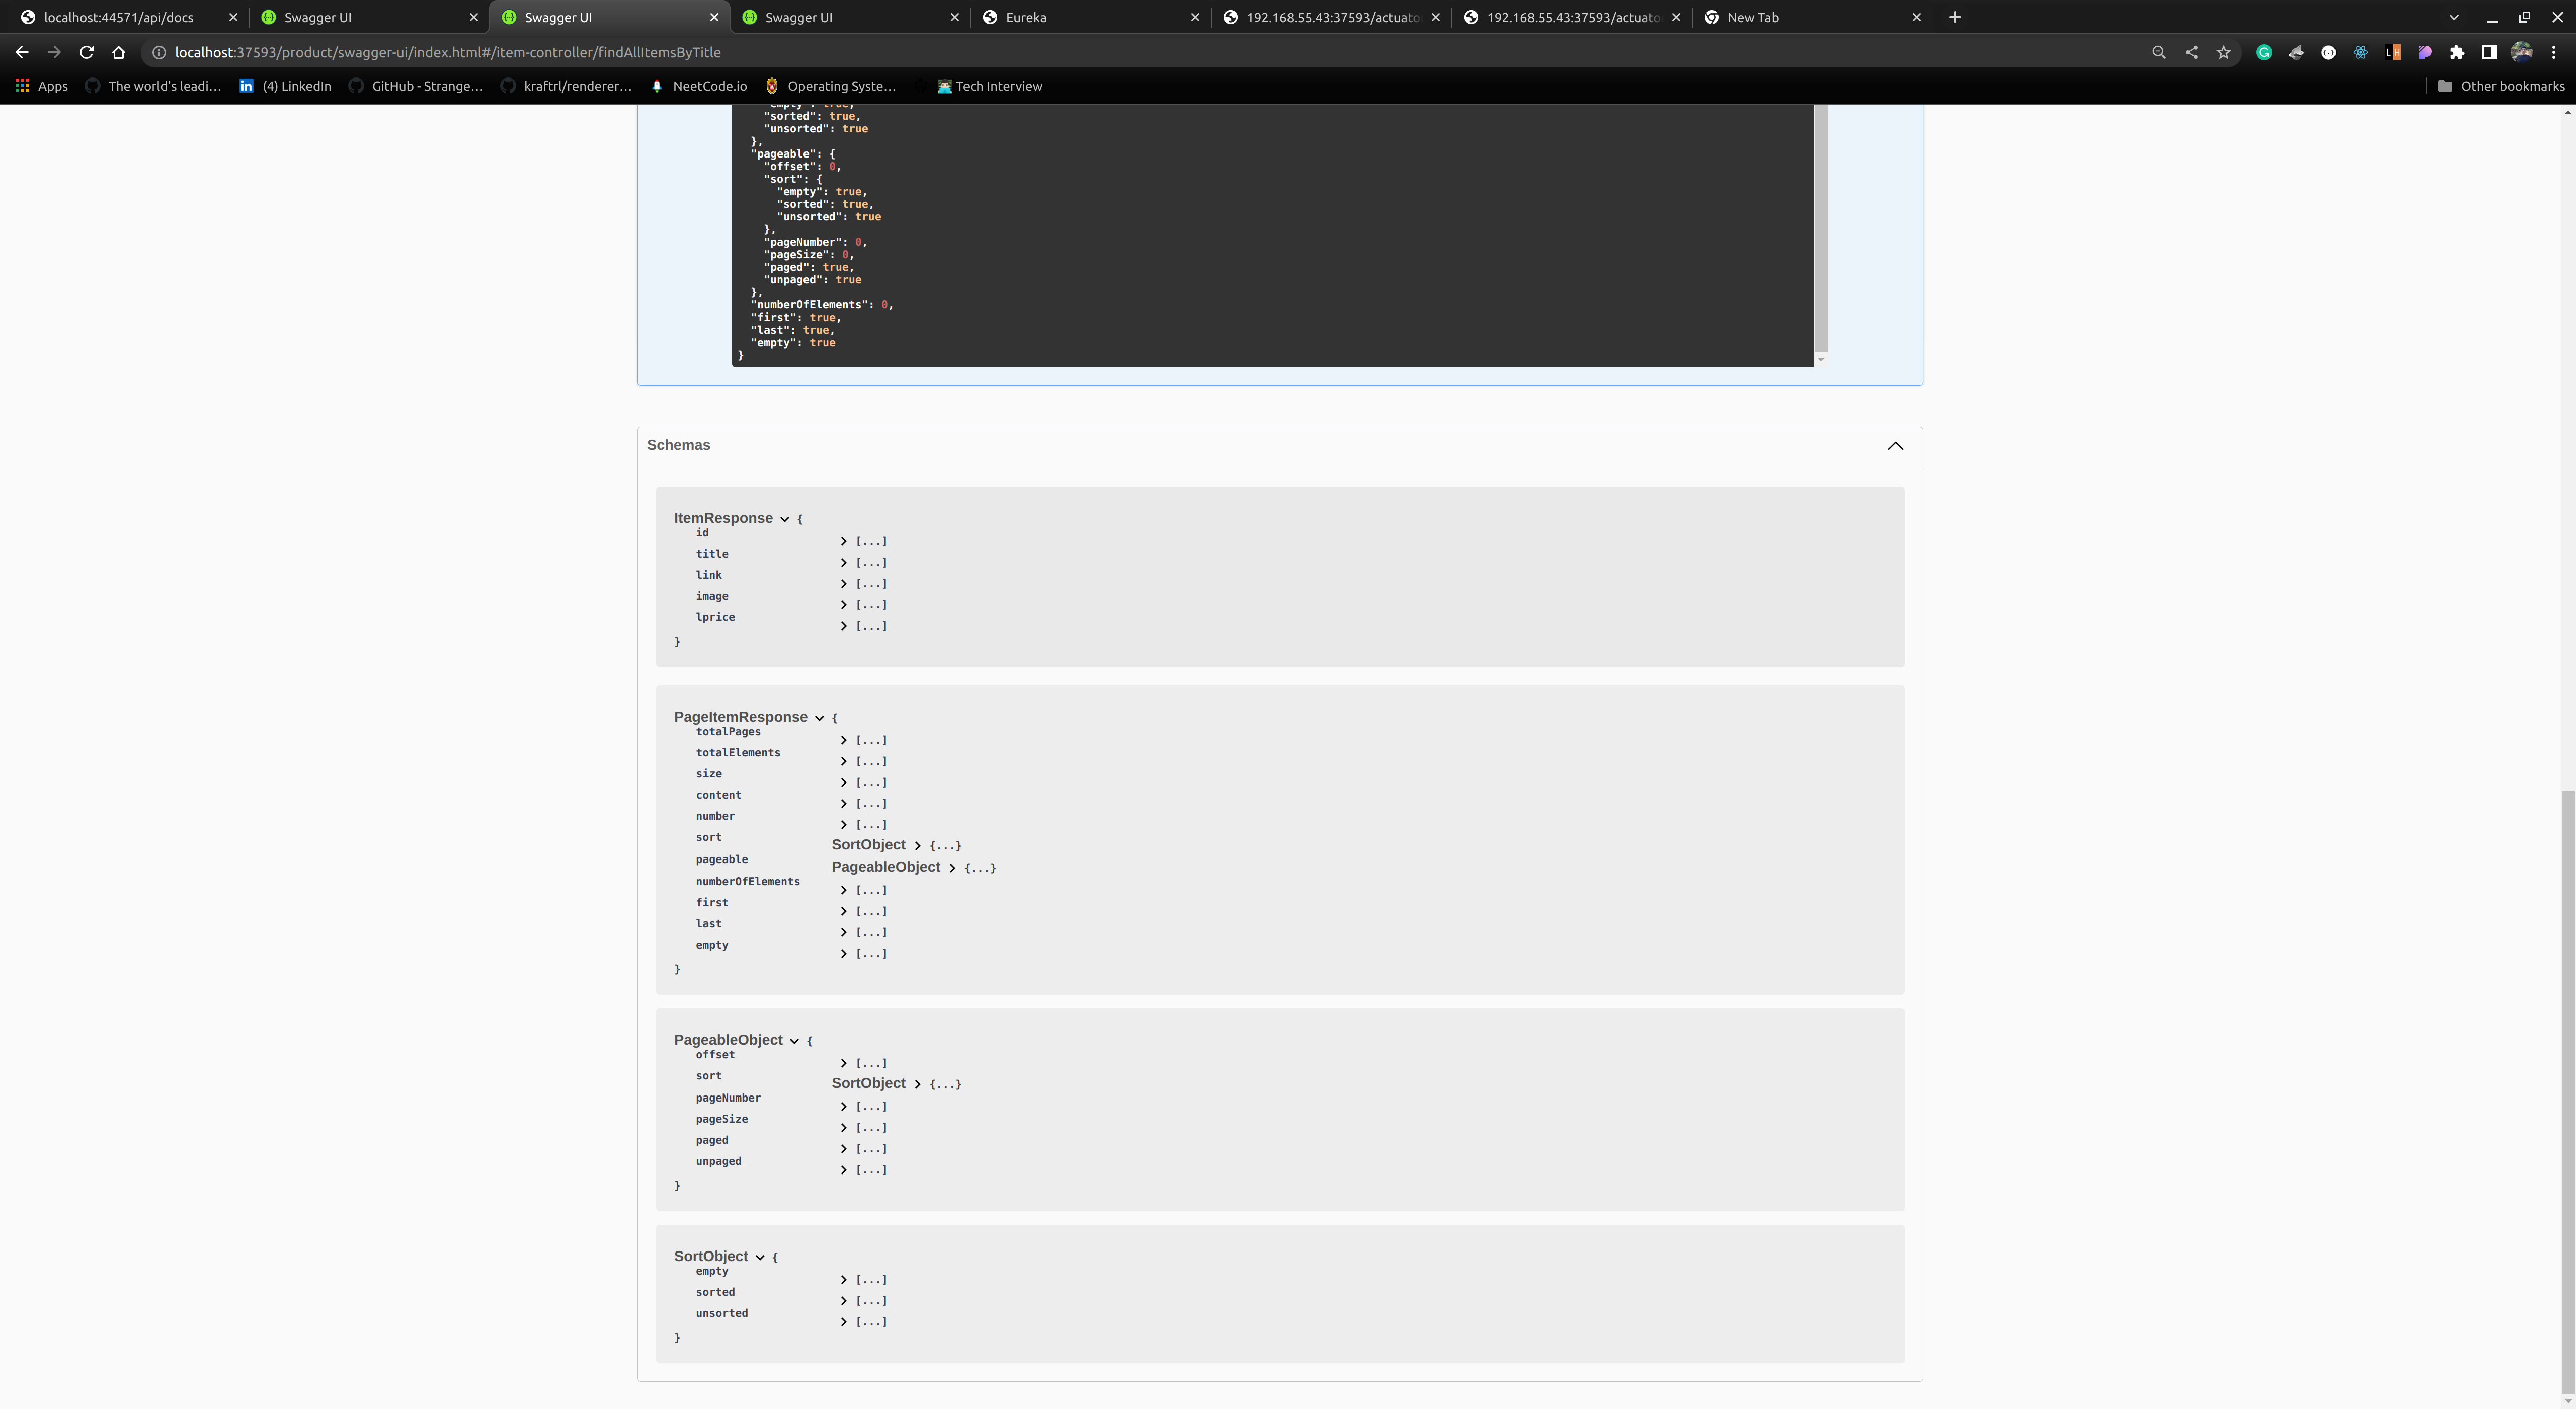 localhost:44571/api/docs
Swagger UI
Swagger UI
Swagger UI
Eureka
192.168.55.43:37593/actuato
192.168.55.43:37593/actuato
New Tab
localhost:37593/product/swagger-ui/index.html#/item-controller/findAllItemsByTitle
Apps
The world's leadi...
(4) LinkedIn
GitHub - Strange...
kraftrl/renderer...
NeetCode.io
Operating Syste...
Tech Interview
Other bookmarks
"empty": true,
"sorted": true,
"unsorted": true
},
"pageable": {
"offset": 0,
"sort": {
"empty": true,
"sorted": true,
"unsorted": true
},
"pageNumber": 0,
"pageSize": 0,
"paged": true,
"unpaged": true
},
"numberOfElements": 0,
"first": true,
"last": true,
"empty": true
}
Schemas
ItemResponse {
id [...]
title [...]
link [...]
image [...]
lprice [...]
}
PageItemResponse {
totalPages [...]
totalElements [...]
size [...]
content [...]
number [...]
sort SortObject {...}
pageable PageableObject {...}
numberOfElements [...]
first [...]
last [...]
empty [...]
}
PageableObject {
offset [...]
sort SortObject {...}
pageNumber [...]
pageSize [...]
paged [...]
unpaged [...]
}
SortObject {
empty [...]
sorted [...]
unsorted [...]
}